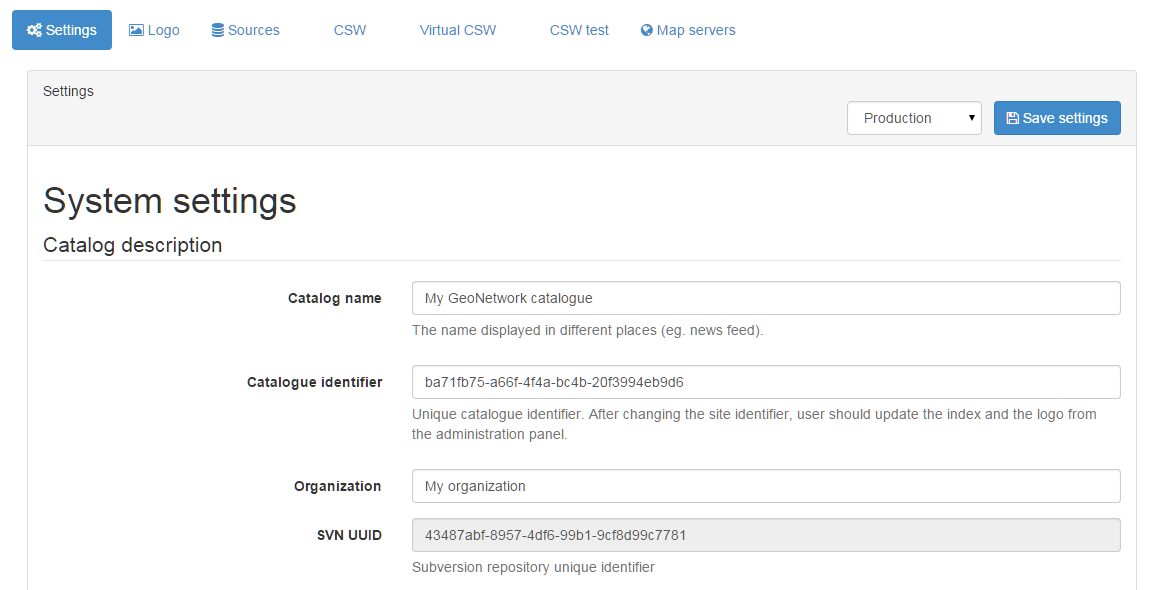 Settings Logo Sources CSW Virtual CSW CSW test Map servers
Settings
Production Save settings
System settings
Catalog description
Catalog name My GeoNetwork catalogue
The name displayed in different places (eg. news feed).
Catalogue identifier ba71fb75-a66f-4f4a-bc4b-20f3994eb9d6
Unique catalogue identifier. After changing the site identifier, user should update the index and the logo from
the administration panel.
Organization My organization
SVN UUID 43487abf-8957-4df6-99b1-9cf8d99c7781
Subversion repository unique identifier